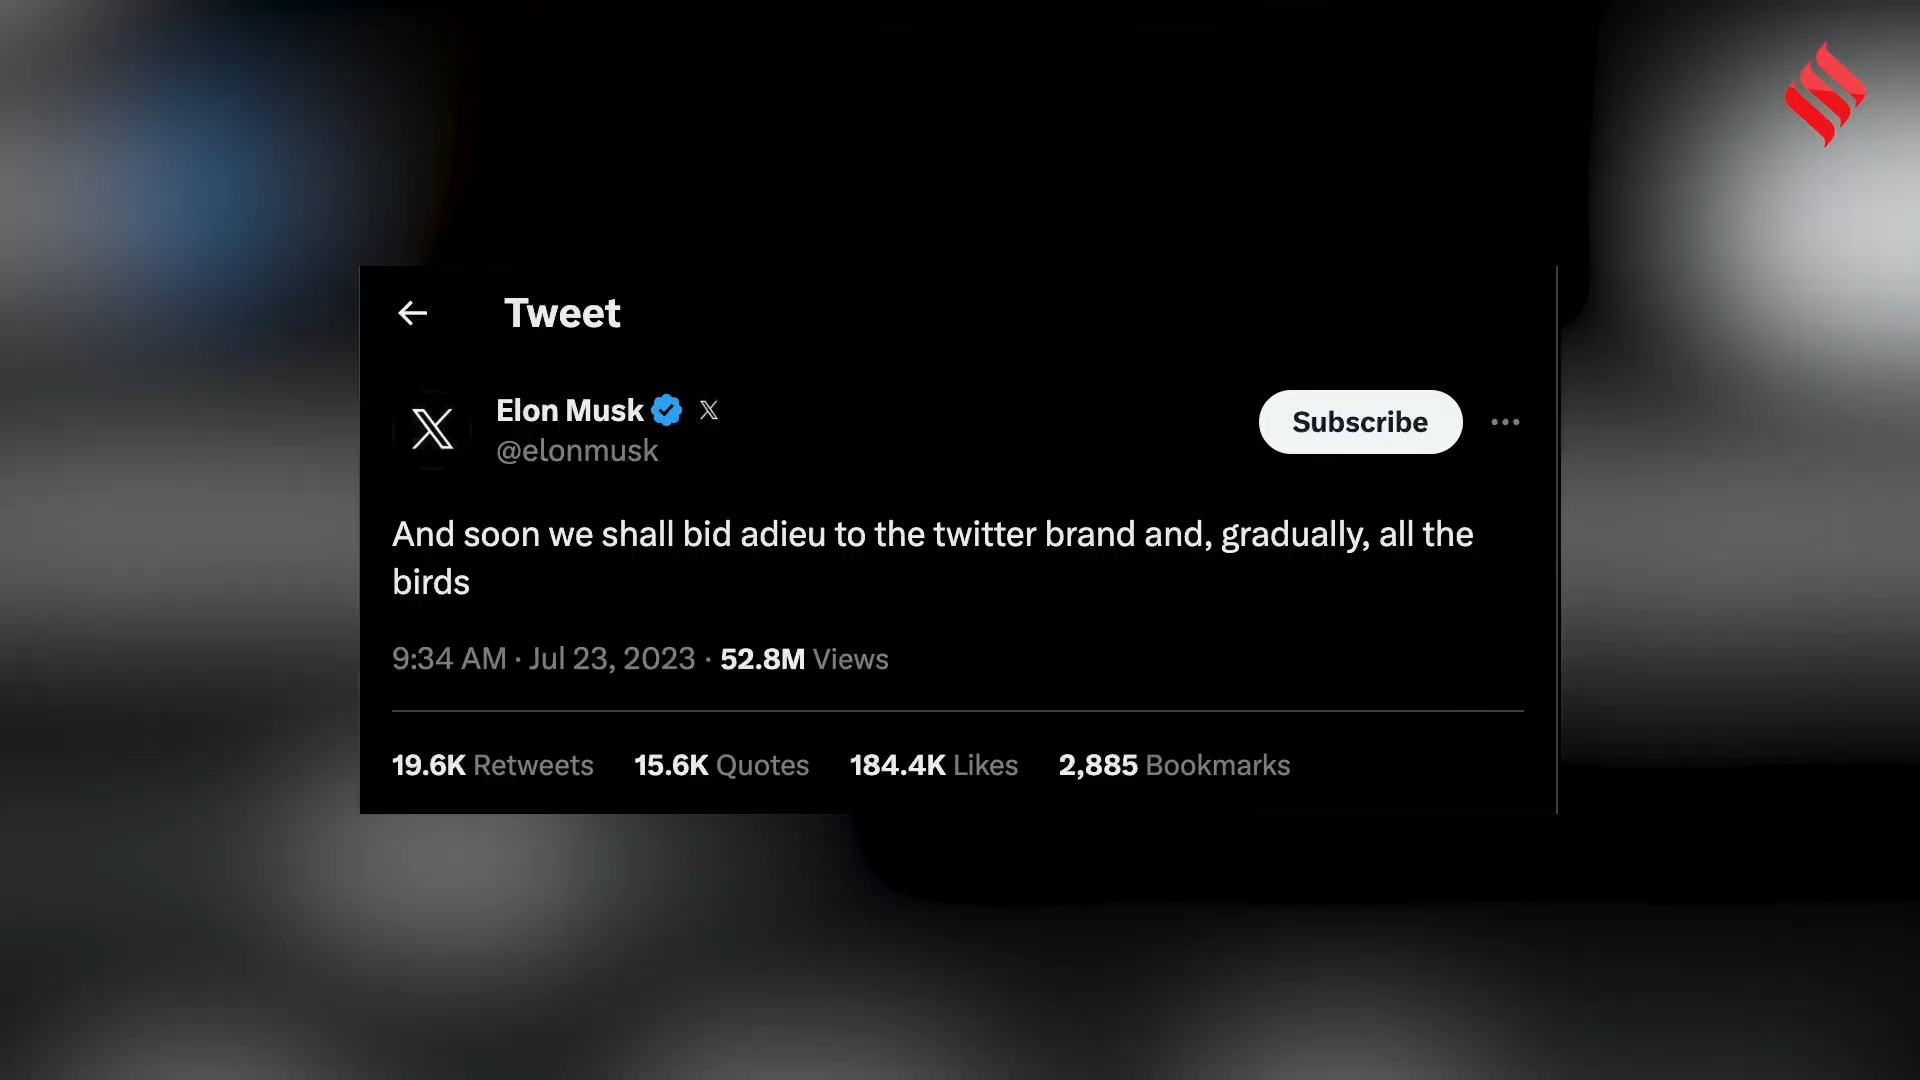 Tweet
Elon Musk 𝕏
@elonmusk
Subscribe
And soon we shall bid adieu to the twitter brand and, gradually, all the
birds
9:34 AM · Jul 23, 2023 · 52.8M Views
19.6K Retweets 15.6K Quotes 184.4K Likes 2,885 Bookmarks